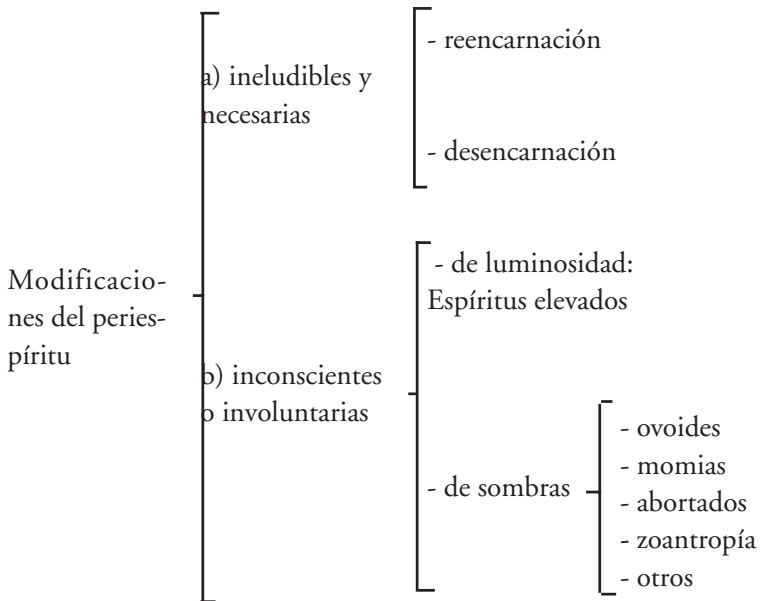 Modificacio-
nes del peries-
píritu
a) ineludibles y
necesarias
- reencarnación
- desencarnación
b) inconscientes
o involuntarias
- de luminosidad:
Espíritus elevados
- de sombras
- ovoides
- momias
- abortados
- zoantropía
- otros